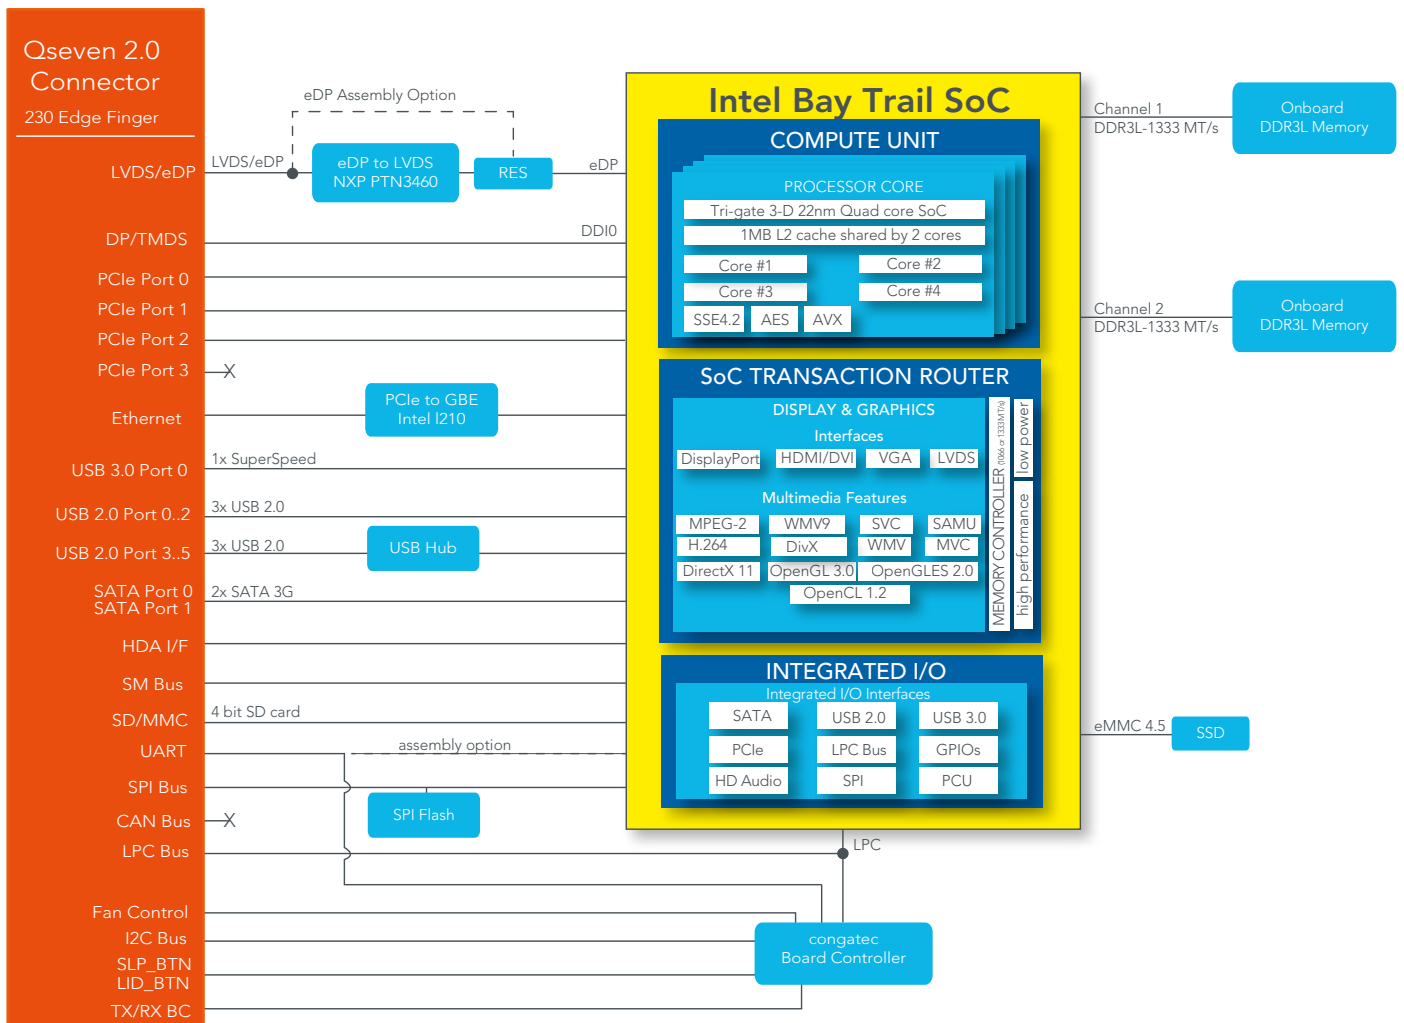 Qseven 2.0
Connector
230 Edge Finger
LVDS/eDP
DP/TMDS
PCIe Port 0
PCIe Port 1
PCIe Port 2
PCIe Port 3
Ethernet
USB 3.0 Port 0
USB 2.0 Port 0..2
USB 2.0 Port 3..5
SATA Port 0
SATA Port 1
HDA I/F
SM Bus
SD/MMC
UART
SPI Bus
CAN Bus
LPC Bus
Fan Control
I2C Bus
SLP_BTN
LID_BTN
TX/RX BC
eDP Assembly Option
LVDS/eDP
eDP to LVDS
NXP PTN3460
RES
eDP
DDI0
X
PCIe to GBE
Intel I210
1x SuperSpeed
3x USB 2.0
3x USB 2.0
USB Hub
2x SATA 3G
4 bit SD card
assembly option
SPI Flash
X
Intel Bay Trail SoC
COMPUTE UNIT
PROCESSOR CORE
Tri-gate 3-D 22nm Quad core SoC
1MB L2 cache shared by 2 cores
Core #1
Core #2
Core #3
Core #4
SSE4.2
AES
AVX
SoC TRANSACTION ROUTER
DISPLAY & GRAPHICS
Interfaces
DisplayPort
HDMI/DVI
VGA
LVDS
Multimedia Features
MPEG-2
WMV9
SVC
SAMU
H.264
DivX
WMV
MVC
DirectX 11
OpenGL 3.0
OpenGLES 2.0
OpenCL 1.2
MEMORY CONTROLLER (1066 or 1333MT/s)
low power
high performance
INTEGRATED I/O
Integrated I/O Interfaces
SATA
USB 2.0
USB 3.0
PCIe
LPC Bus
GPIOs
HD Audio
SPI
PCU
LPC
congatec
Board Controller
Channel 1
DDR3L-1333 MT/s
Onboard
DDR3L Memory
Channel 2
DDR3L-1333 MT/s
Onboard
DDR3L Memory
eMMC 4.5
SSD